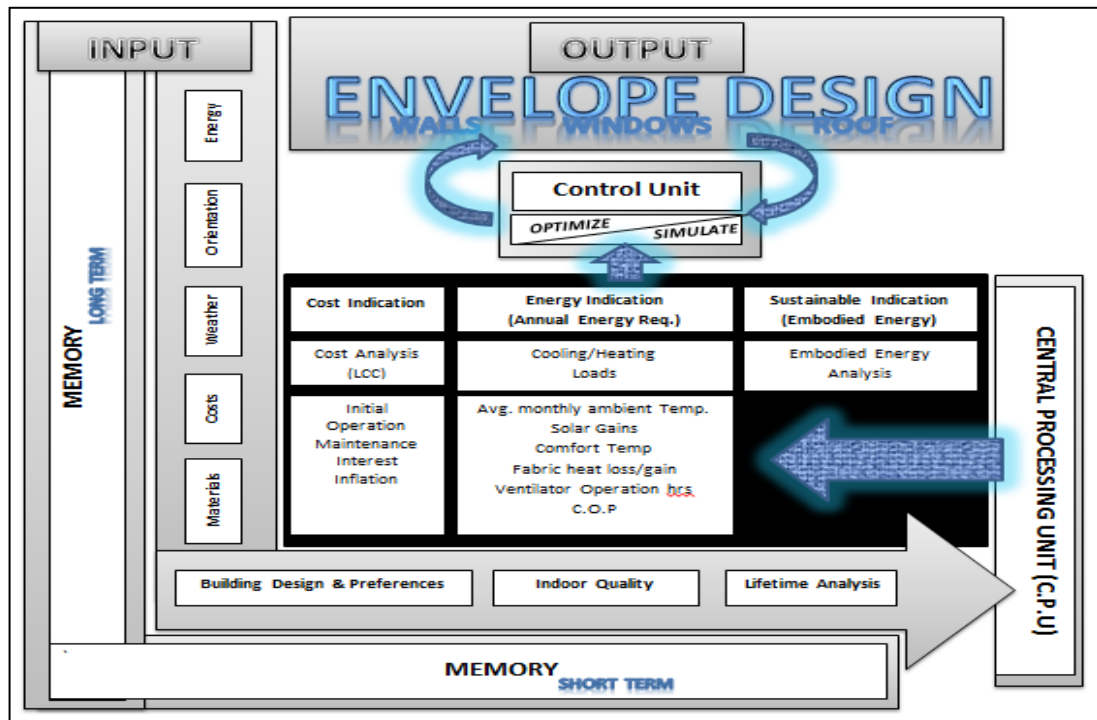 INPUT
OUTPUT
ENVELOPE DESIGN
WALLS WINDOWS ROOF
Control Unit
OPTIMIZE
SIMULATE
MEMORY
LONG TERM
Energy
Orientation
Weather
Costs
Materials
Cost Indication
Energy Indication
(Annual Energy Req.)
Sustainable Indication
(Embodied Energy)
Cost Analysis
(LCC)
Cooling/Heating
Loads
Embodied Energy
Analysis
Initial
Operation
Maintenance
Interest
Inflation
Avg. monthly ambient Temp.
Solar Gains
Comfort Temp
Fabric heat loss/gain
Ventilator Operation hrs
C.O.P
CENTRAL PROCESSING UNIT (C.P.U)
Building Design & Preferences
Indoor Quality
Lifetime Analysis
MEMORY
SHORT TERM